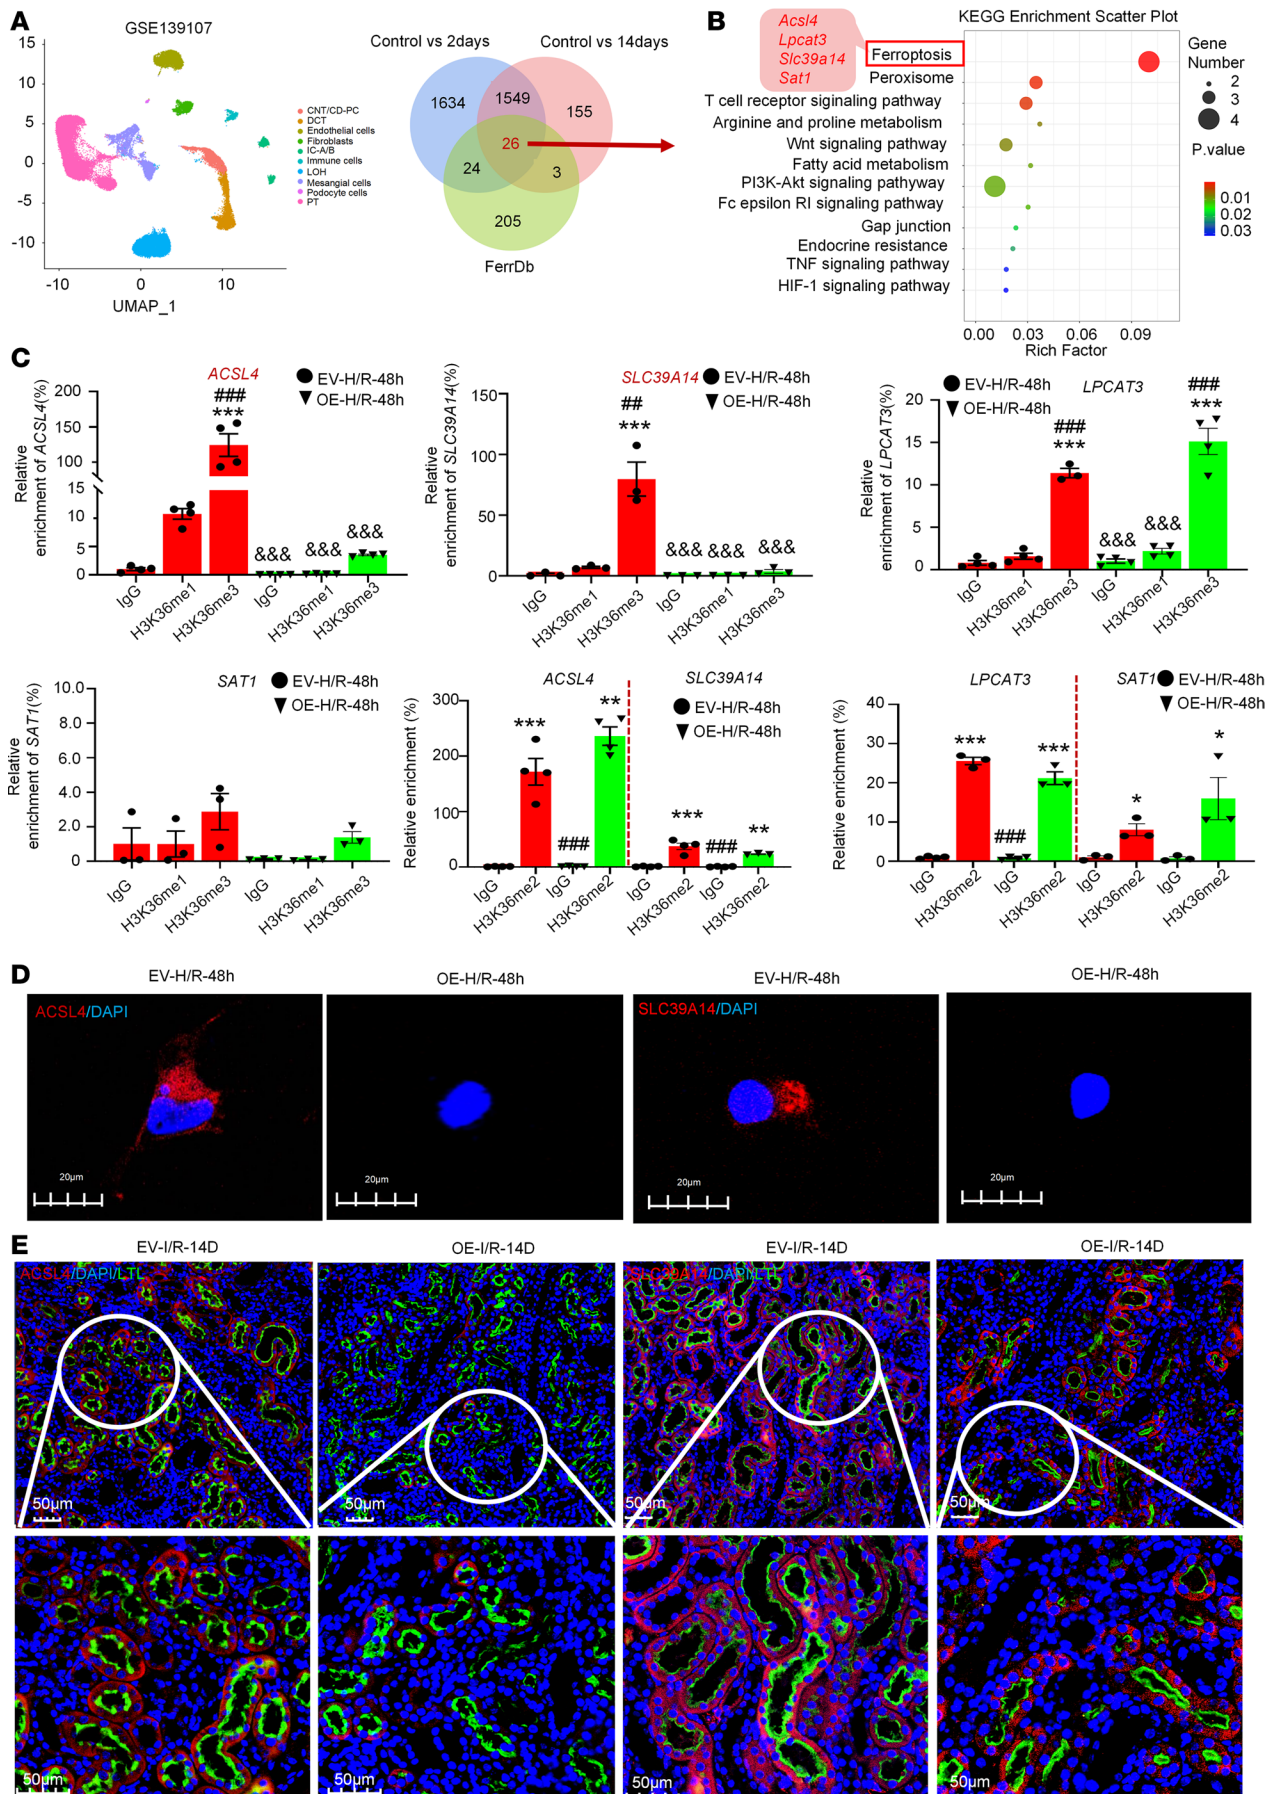 A
GSE139107
15
10
5
0
-5
-10
-10
0
10
UMAP_1
CNT/CD-PC
DCT
Endothelial cells
Fibroblasts
IC-A/B
Immune cells
LOH
Mesangial cells
Podocyte cells
PT
Control vs 2days
Control vs 14days
1634
1549
155
26
24
3
205
FerrDb
B
Acsl4
Lpcat3
Slc39a14
Sat1
KEGG Enrichment Scatter Plot
Ferroptosis
Peroxisome
T cell receptor siginaling pathway
Arginine and proline metabolism
Wnt signaling pathway
Fatty acid metabolism
PI3K-Akt signaling pathyway
Fc epsilon RI signaling pathway
Gap junction
Endocrine resistance
TNF signaling pathway
HIF-1 signaling pathway
0.00
0.03
0.06
0.09
Rich Factor
Gene
Number
2
3
4
P.value
0.01
0.02
0.03
C
ACSL4
EV-H/R-48h
OE-H/R-48h
Relative
enrichment of ACSL4(%)
200
150
100
15
10
5
0
###
***
&&&
&&&
&&&
IgG
H3K36me1
H3K36me3
IgG
H3K36me1
H3K36me3
SLC39A14
EV-H/R-48h
OE-H/R-48h
Relative
enrichment of SLC39A14(%)
150
100
50
0
##
***
&&&
&&&
&&&
IgG
H3K36me1
H3K36me3
IgG
H3K36me1
H3K36me3
EV-H/R-48h
OE-H/R-48h
LPCAT3
Relative
enrichment of LPCAT3(%)
20
15
10
5
0
###
***
&&&
&&&
###
***
IgG
H3K36me1
H3K36me3
IgG
H3K36me1
H3K36me3
SAT1
EV-H/R-48h
OE-H/R-48h
Relative
enrichment of SAT1(%)
10.0
8.0
6.0
4.0
2.0
0
IgG
H3K36me1
H3K36me3
IgG
H3K36me1
H3K36me3
ACSL4
SLC39A14
EV-H/R-48h
OE-H/R-48h
Relative enrichment (%)
300
200
100
0
***
###
**
***
###
**
IgG
H3K36me2
IgG
H3K36me2
IgG
H3K36me2
IgG
H3K36me2
LPCAT3
SAT1
EV-H/R-48h
OE-H/R-48h
Relative enrichment (%)
40
30
20
10
0
***
###
***
*
*
IgG
H3K36me2
IgG
H3K36me2
IgG
H3K36me2
IgG
H3K36me2
D
EV-H/R-48h
OE-H/R-48h
EV-H/R-48h
OE-H/R-48h
ACSL4/DAPI
SLC39A14/DAPI
20μm
20μm
20μm
20μm
E
EV-I/R-14D
OE-I/R-14D
EV-I/R-14D
OE-I/R-14D
ACSL4/DAPI/LTL
SLC39A14/DAPI/LTL
50μm
50μm
50μm
50μm
50μm
50μm
50μm
50μm